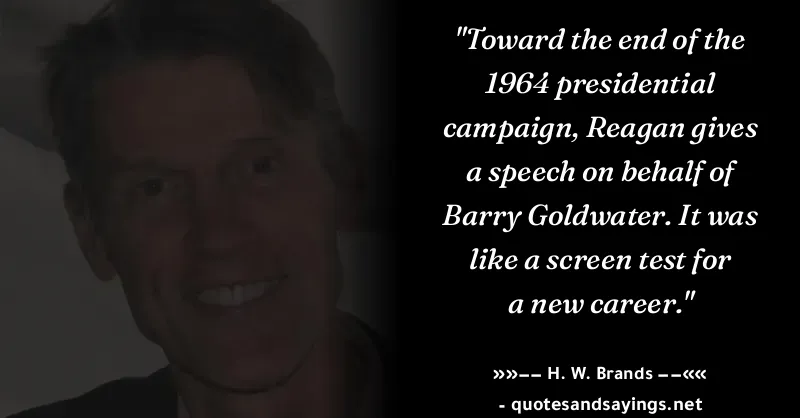 "Toward the end of the
1964 presidential
campaign, Reagan gives
a speech on behalf of
Barry Goldwater. It was
like a screen test for
a new career."
»»−− H. W. Brands −−««
- quotesandsayings.net